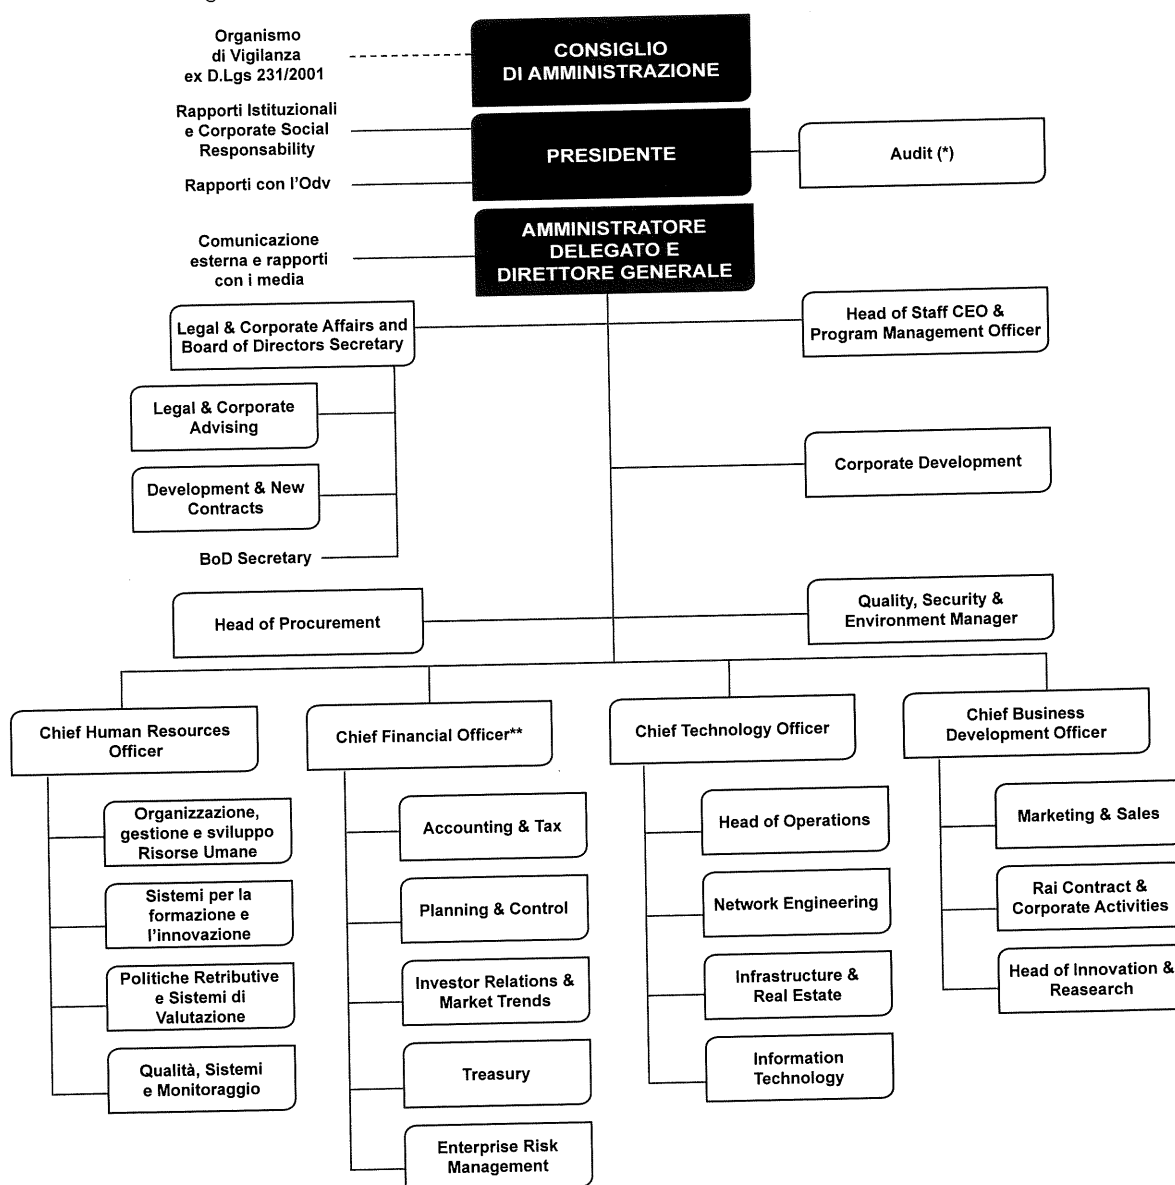 Organismo
di Vigilanza
ex D.Lgs 231/2001
CONSIGLIO
DI AMMINISTRAZIONE
Rapporti Istituzionali
e Corporate Social
Responsability
PRESIDENTE
Audit (*)
Rapporti con l'Odv
AMMINISTRATORE
DELEGATO E
DIRETTORE GENERALE
Comunicazione
esterna e rapporti
con i media
Legal & Corporate Affairs and
Board of Directors Secretary
Head of Staff CEO &
Program Management Officer
Legal & Corporate
Advising
Corporate Development
Development & New
Contracts
BoD Secretary
Head of Procurement
Quality, Security &
Environment Manager
Chief Human Resources
Officer
Chief Financial Officer**
Chief Technology Officer
Chief Business
Development Officer
Organizzazione,
gestione e sviluppo
Risorse Umane
Sistemi per la
formazione e
l'innovazione
Politiche Retributive
e Sistemi di
Valutazione
Qualità, Sistemi
e Monitoraggio
Accounting & Tax
Planning & Control
Investor Relations &
Market Trends
Treasury
Enterprise Risk
Management
Head of Operations
Network Engineering
Infrastructure &
Real Estate
Information
Technology
Marketing & Sales
Rai Contract &
Corporate Activities
Head of Innovation &
Reasearch